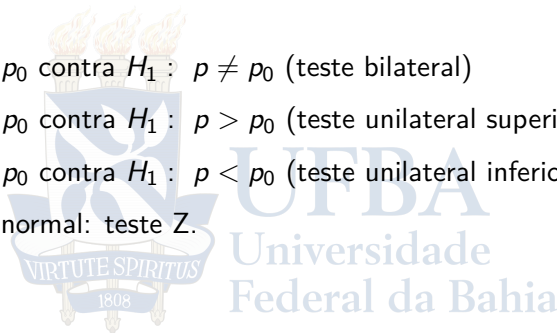 p₀ contra H₁ : p ≠ p₀ (teste bilateral)
p₀ contra H₁ : p > p₀ (teste unilateral superi
p₀ contra H₁ : p < p₀ (teste unilateral inferio
normal: teste Z.
UFBA
Universidade
Federal da Bahia
VIRTUTE SPIRITUS
1808